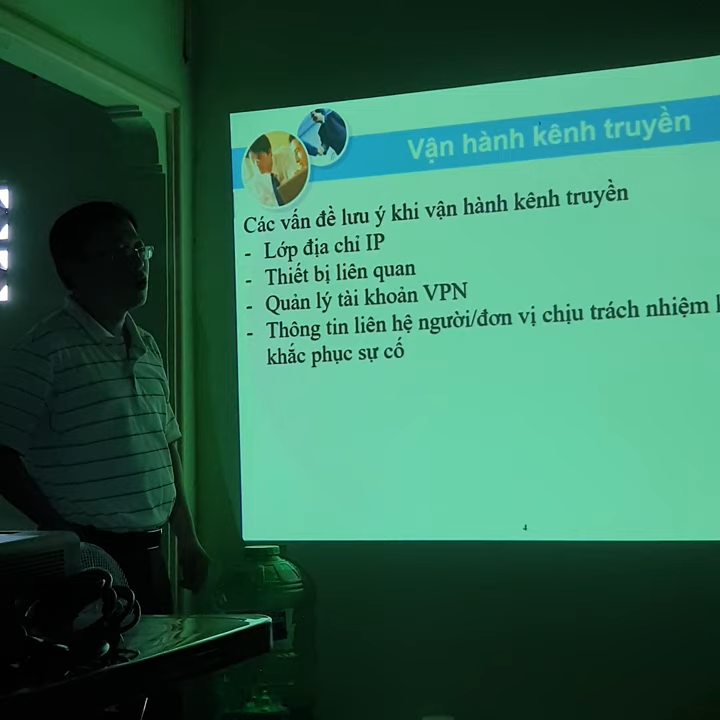 Vận hành kênh truyền
Các vấn đề lưu ý khi vận hành kênh truyền
- Lớp địa chỉ IP
- Thiết bị liên quan
- Quản lý tài khoản VPN
- Thông tin liên hệ người/đơn vị chịu trách nhiệm
khắc phục sự cố
4